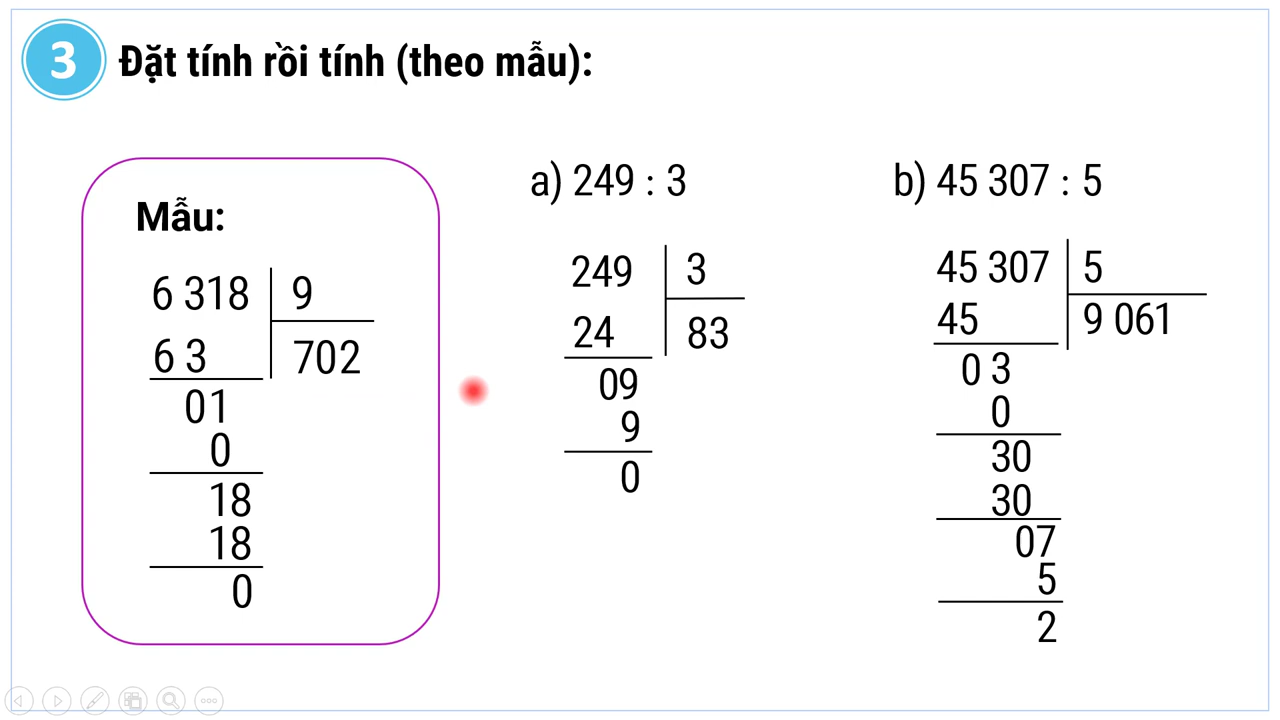 3 Đặt tính rồi tính (theo mẫu):
Mẫu:
6 318 9
6 3 702
01
0
18
18
0
a) 249 : 3
249 3
24 83
09
9
0
b) 45 307 : 5
45 307 5
45 9 061
0 3
0
30
30
07
5
2